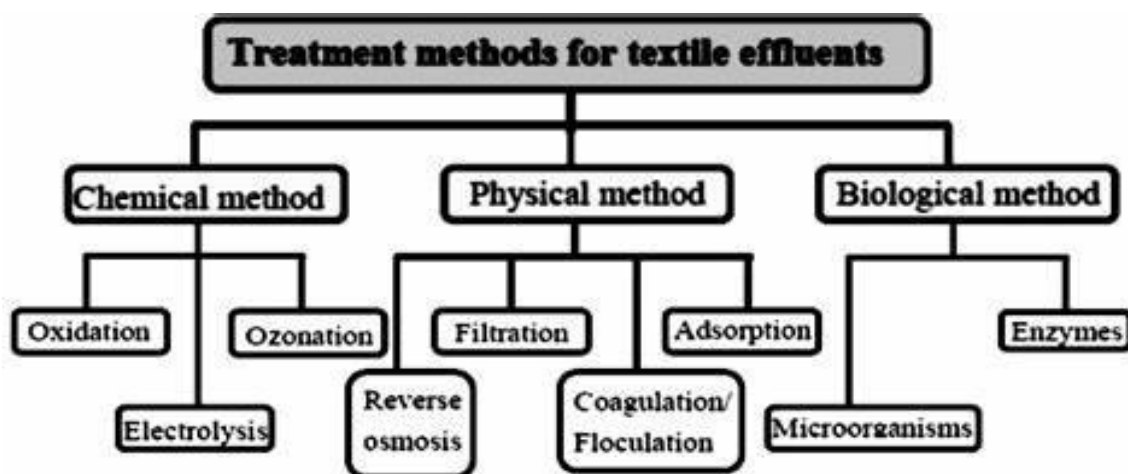 Treatment methods for textile effluents
Chemical method
Physical method
Biological method
Oxidation
Ozonation
Filtration
Adsorption
Enzymes
Electrolysis
Reverse
osmosis
Coagulation/
Floculation
Microorganisms